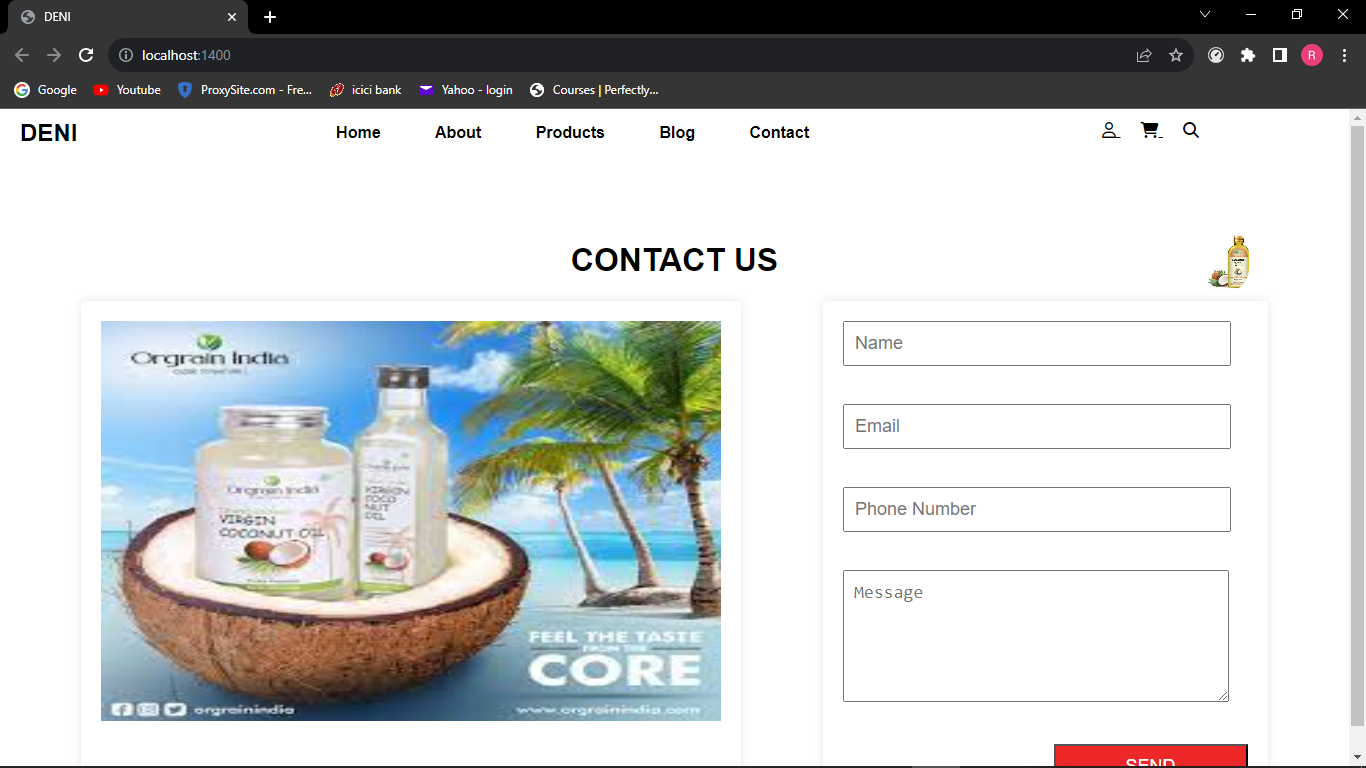 DENI
localhost:1400
R
Google
Youtube
ProxySite.com - Fre...
icici bank
Yahoo - login
Courses | Perfectly...
DENI
Home
About
Products
Blog
Contact
CONTACT US
Orgrain India
Orgrain India
VIRGIN
COCONUT OIL
VIRGIN
COCO
NUT
OIL
FEEL THE TASTE
FROM THE
CORE
orgrainindia
www.orgrainindia.com
Name
Email
Phone Number
Message
SEND